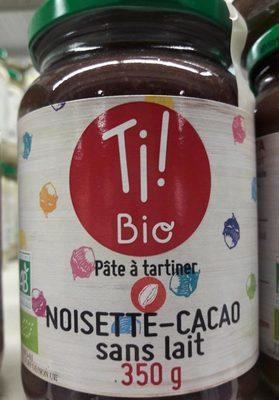 Ti!
Bio
Pâte à tartiner
NOISETTE-CACAO
sans lait
350 g